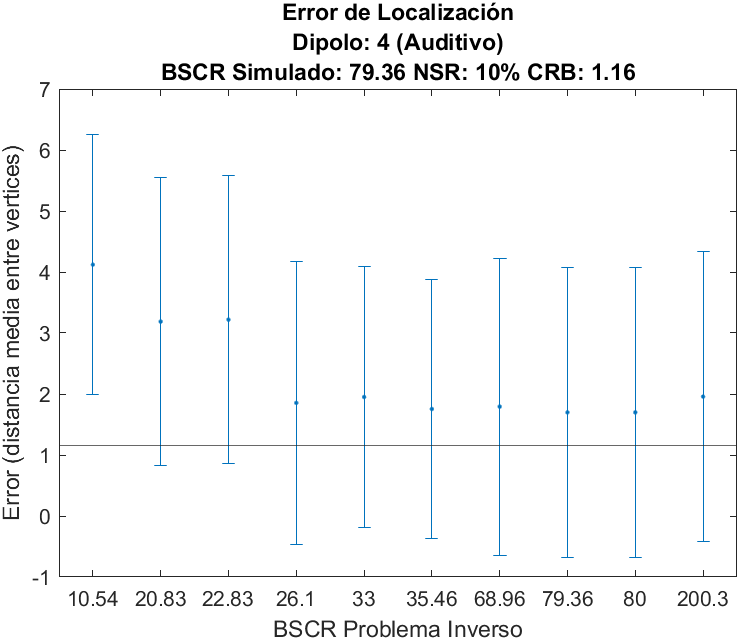 Error de Localización
Dipolo: 4 (Auditivo)
BSCR Simulado: 79.36 NSR: 10% CRB: 1.16
Error (distancia media entre vertices)
7
6
5
4
3
2
1
0
-1
10.54 20.83 22.83 26.1 33 35.46 68.96 79.36 80 200.3
BSCR Problema Inverso